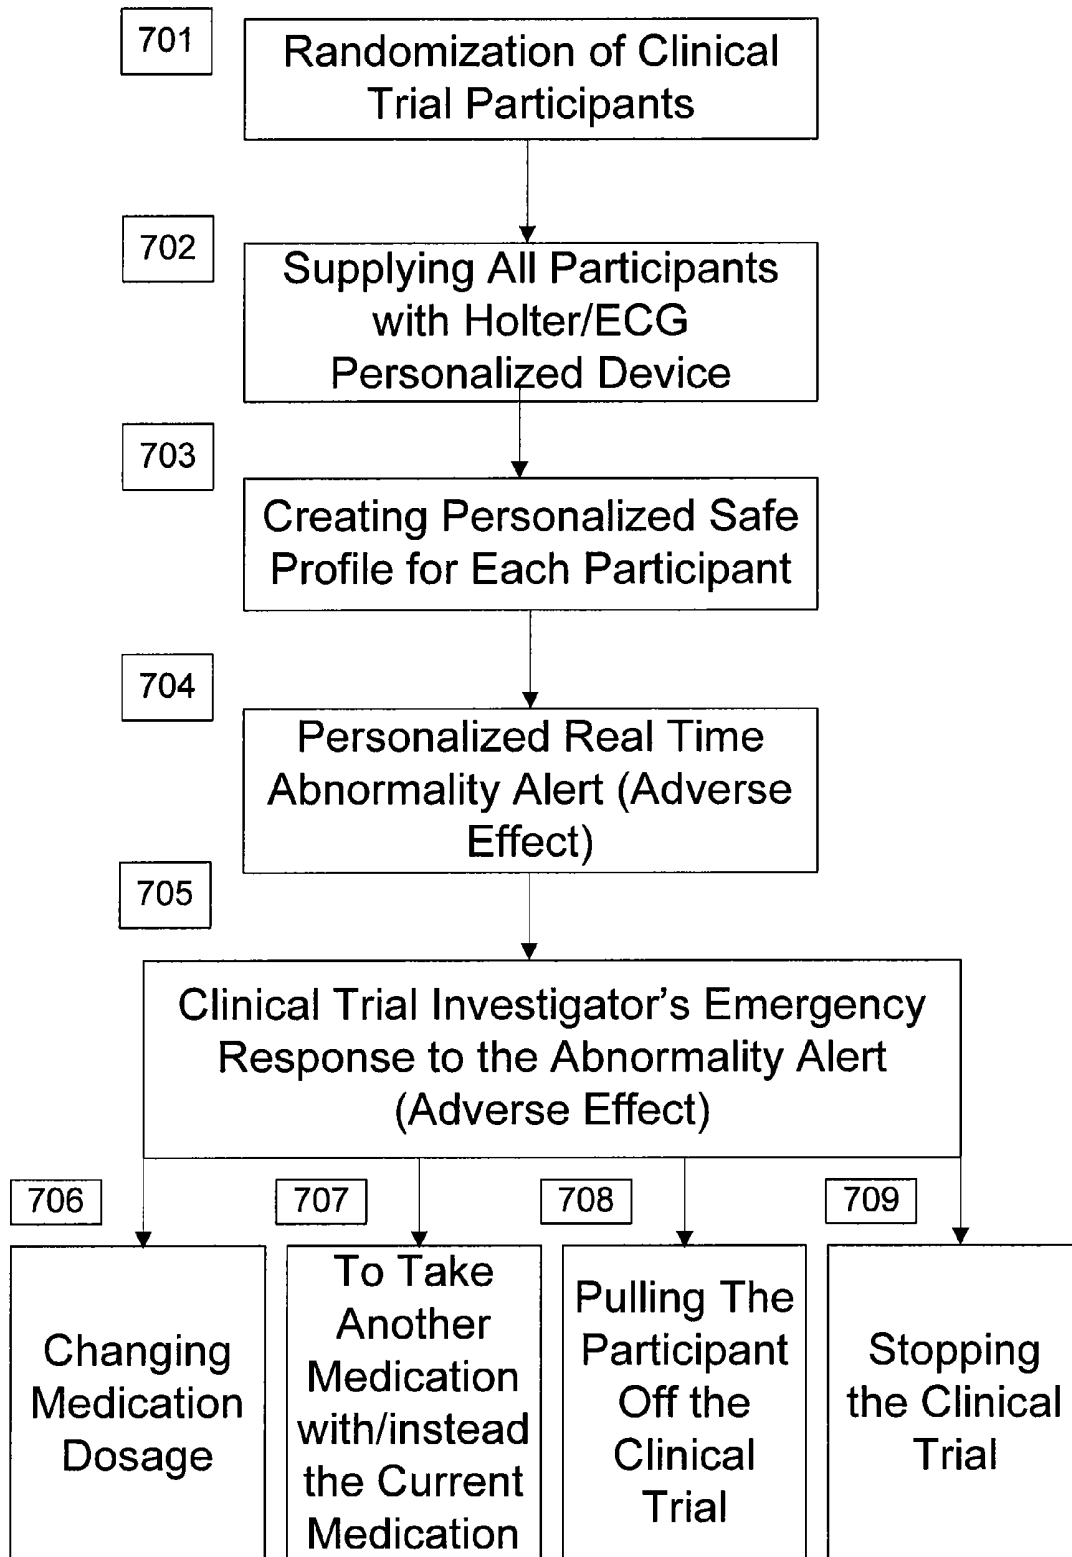 701
Randomization of Clinical
Trial Participants
702
Supplying All Participants
with Holter/ECG
Personalized Device
703
Creating Personalized Safe
Profile for Each Participant
704
Personalized Real Time
Abnormality Alert (Adverse
Effect)
705
Clinical Trial Investigator's Emergency
Response to the Abnormality Alert
(Adverse Effect)
706
Changing
Medication
Dosage
707
To Take
Another
Medication
with/instead
the Current
Medication
708
Pulling The
Participant
Off the
Clinical
Trial
709
Stopping
the Clinical
Trial